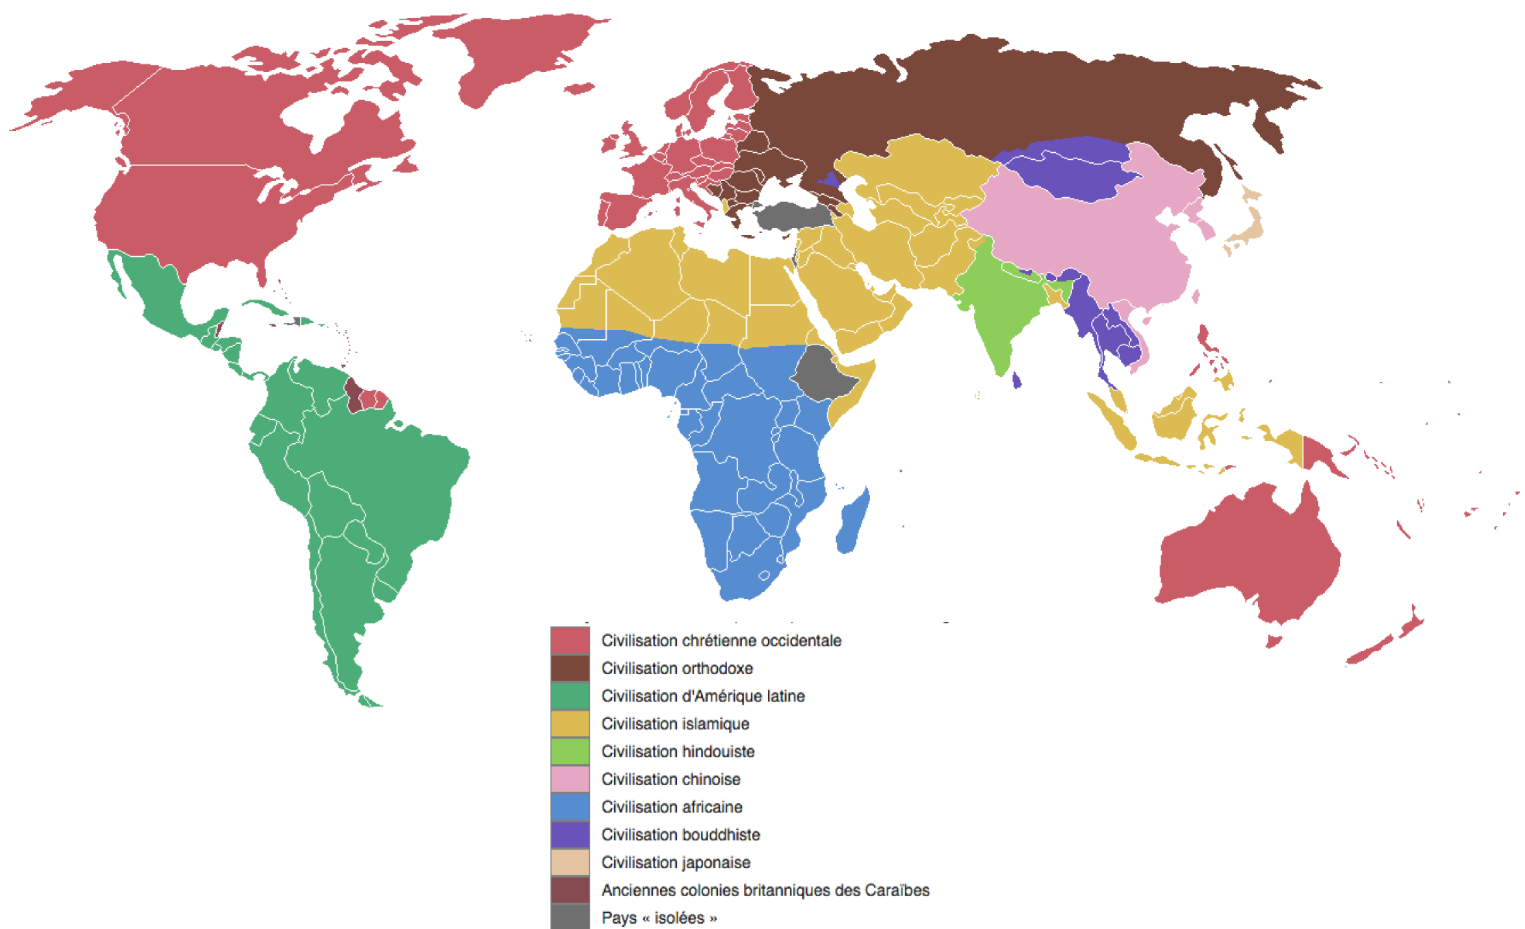 Civilisation chrétienne occidentale
Civilisation orthodoxe
Civilisation d'Amérique latine
Civilisation islamique
Civilisation hindouiste
Civilisation chinoise
Civilisation africaine
Civilisation bouddhiste
Civilisation japonaise
Anciennes colonies britanniques des Caraïbes
Pays « isolées »